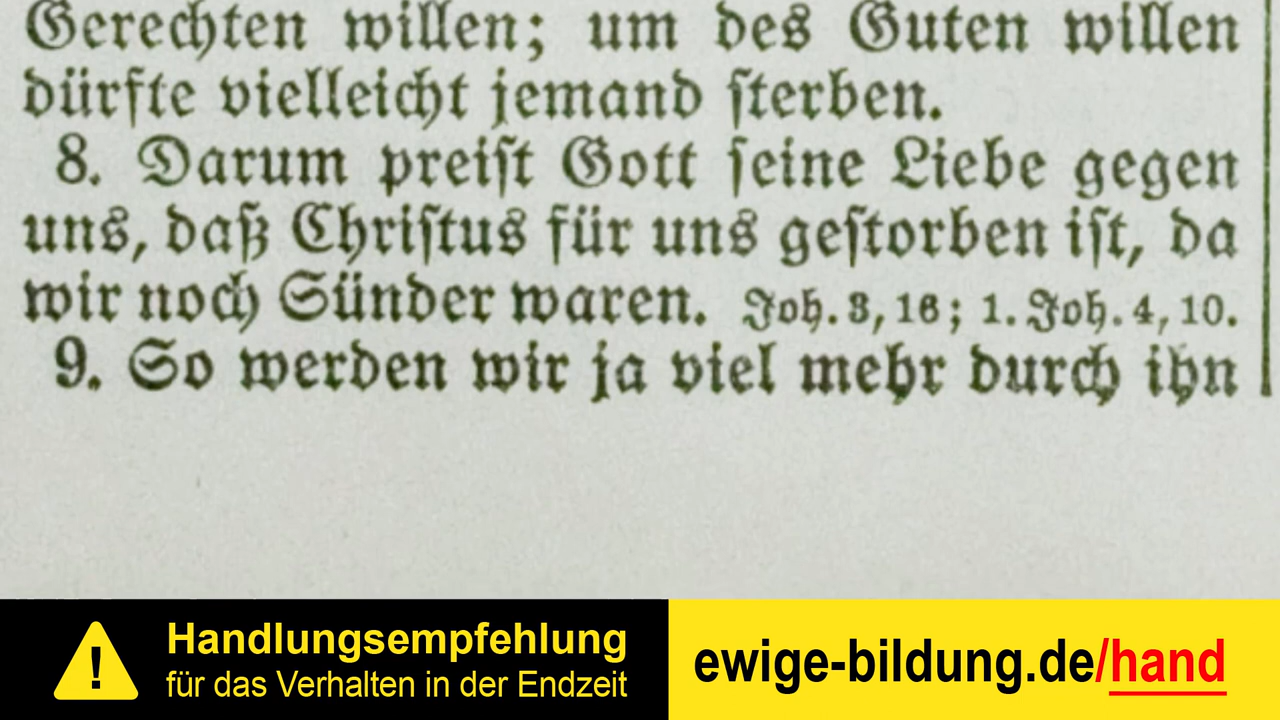 Gerechten willen; um des Guten willen
dürfte vielleicht jemand ſterben.
8. Darum preiſt Gott ſeine Liebe gegen
uns, daß Chriſtus für uns geſtorben iſt, da
wir noch Sünder waren. Joh. 3, 16; 1. Joh. 4, 10.
9. So werden wir ja viel mehr durch ihn
Handlungsempfehlung
für das Verhalten in der Endzeit
ewige-bildung.de/hand